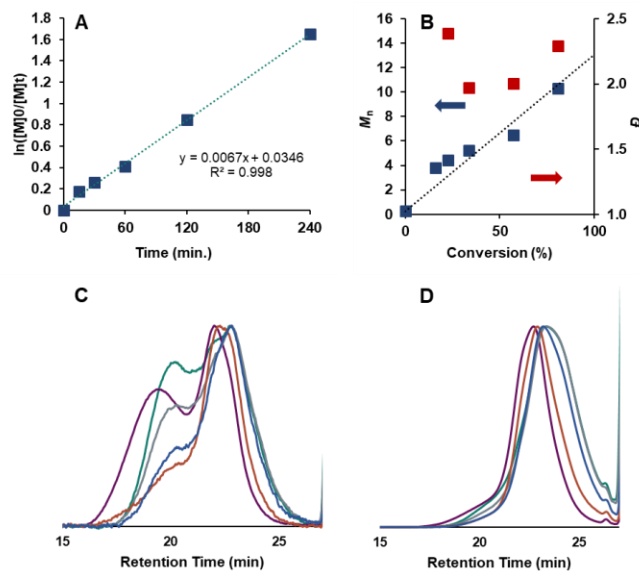 A
1.8
1.6
1.4
1.2
1.0
0.8
0.6
0.4
0.2
0
ln([M]0/[M]t)
y = 0.0067x + 0.0346
R² = 0.998
0 60 120 180 240
Time (min.)
B
16
14
12
10
8
6
4
2
0
Mn
2.5
2.0
1.5
1.0
Đ
0 50 100
Conversion (%)
C
15 20 25
Retention Time (min)
D
15 20 25
Retention Time (min)